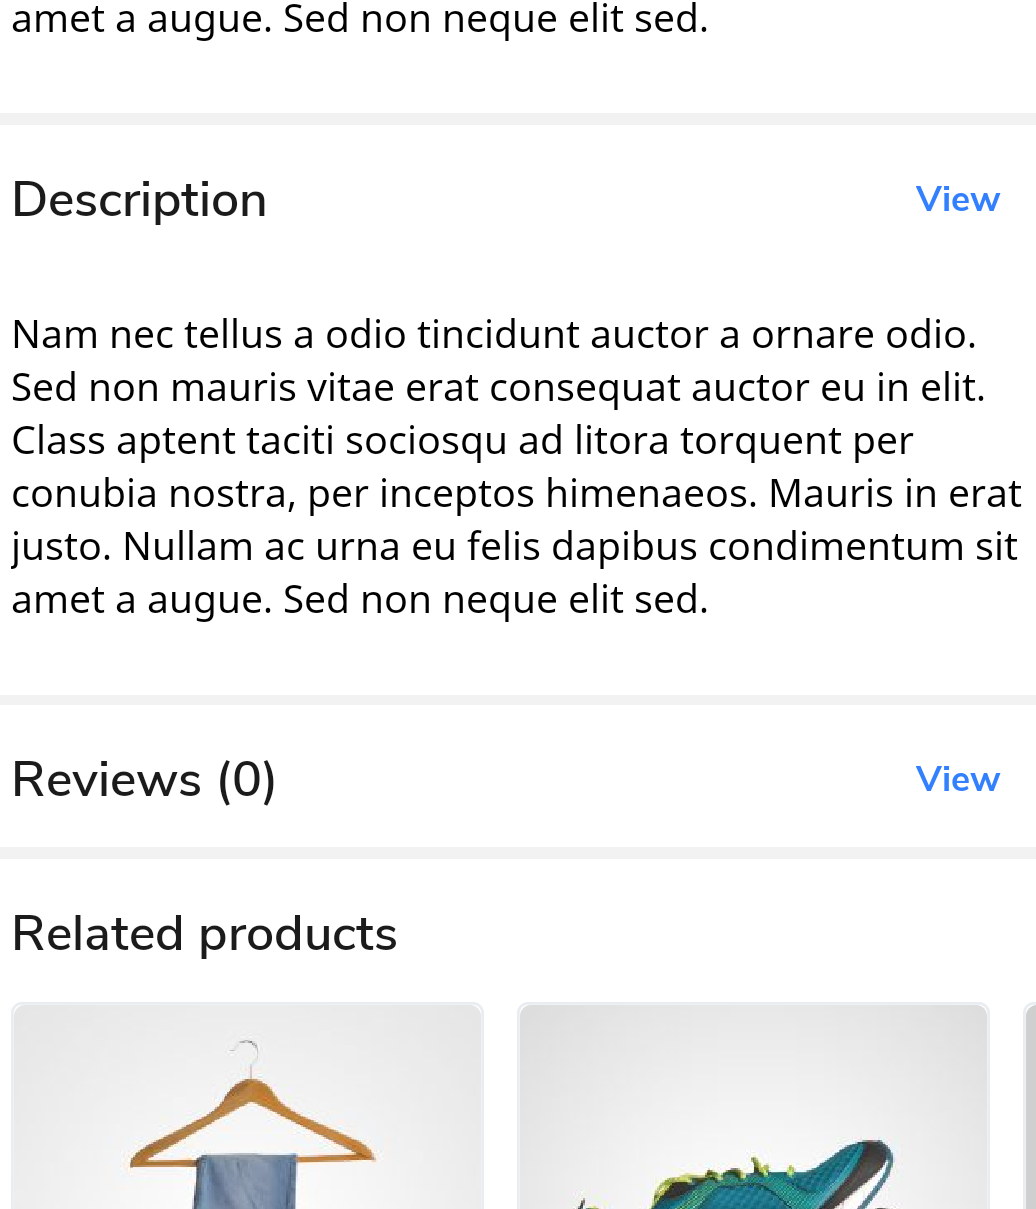 amet a augue. Sed non neque elit sed.
Description
View
Nam nec tellus a odio tincidunt auctor a ornare odio.
Sed non mauris vitae erat consequat auctor eu in elit.
Class aptent taciti sociosqu ad litora torquent per
conubia nostra, per inceptos himenaeos. Mauris in erat
justo. Nullam ac urna eu felis dapibus condimentum sit
amet a augue. Sed non neque elit sed.
Reviews (0)
View
Related products